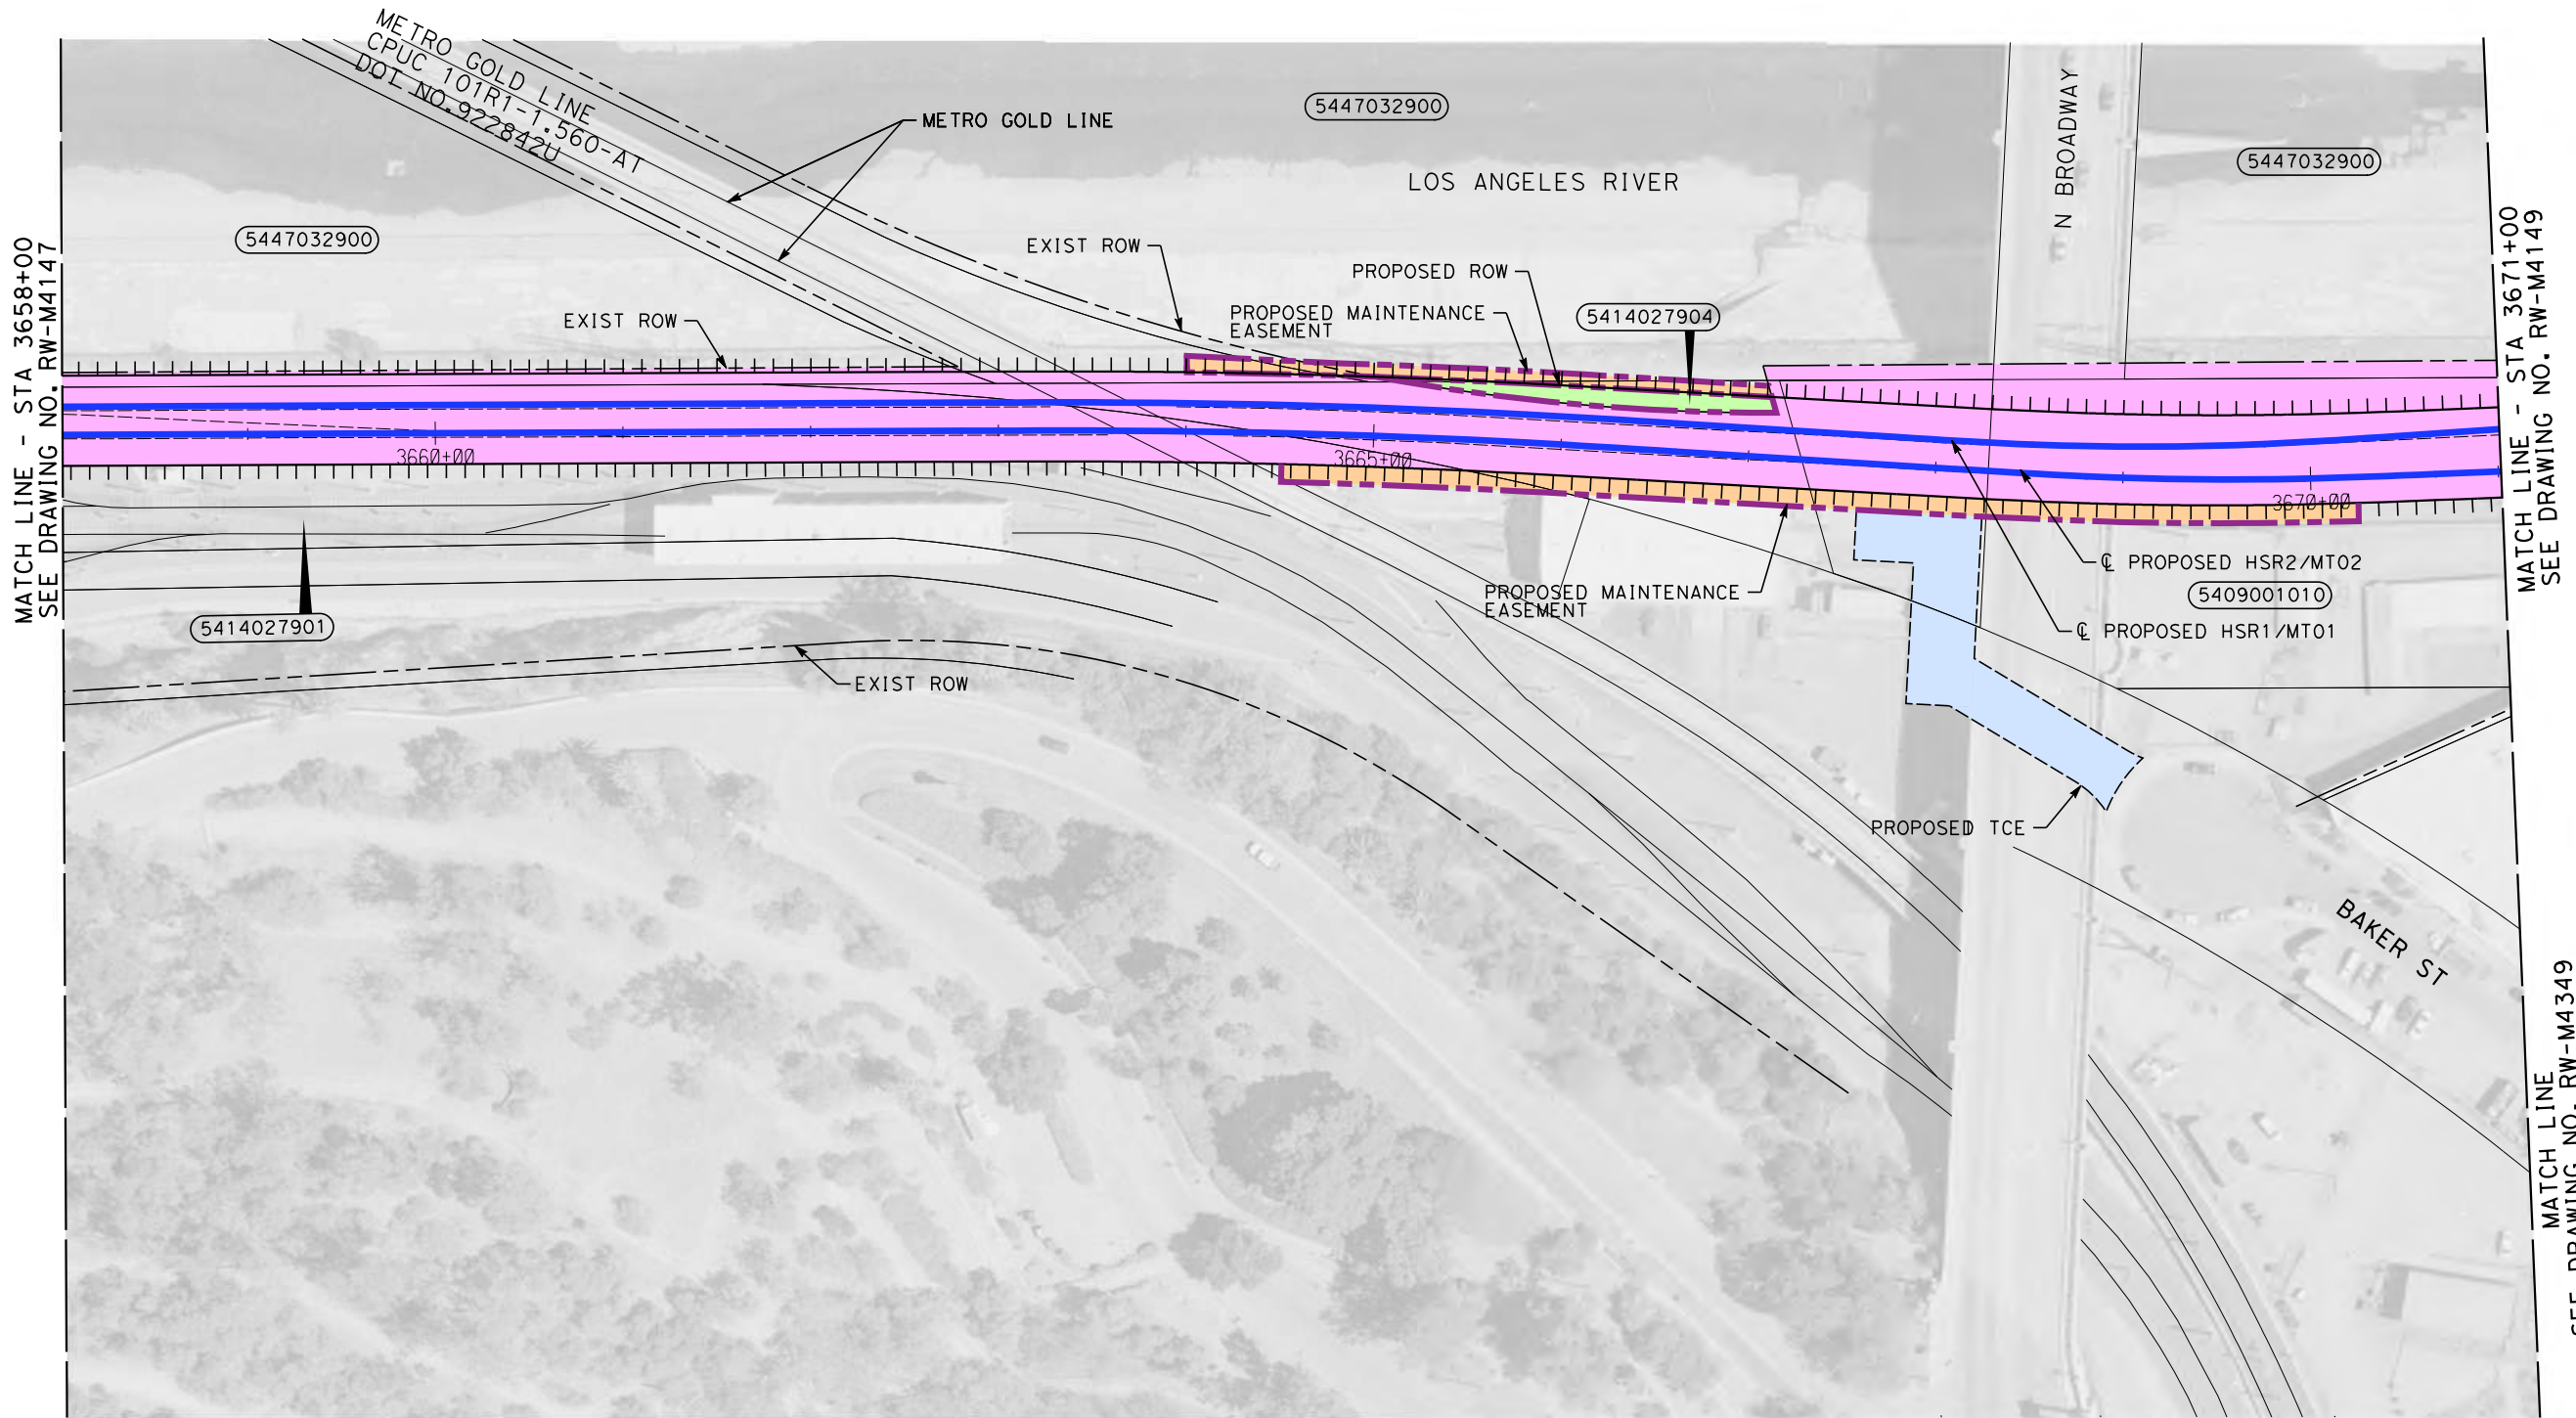 METRO GOLD LINE
CPUC 101R1-1.560-AT
DOT NO.922842U
METRO GOLD LINE
5447032900
N BROADWAY
5447032900
LOS ANGELES RIVER
5447032900
EXIST ROW
PROPOSED ROW
PROPOSED MAINTENANCE
EASEMENT
5414027904
EXIST ROW
MATCH LINE - STA 3658+00
SEE DRAWING NO. RW-M4147
MATCH LINE - STA 3671+00
SEE DRAWING NO. RW-M4149
3660+00
3665+00
3670+00
℄ PROPOSED HSR2/MT02
5409001010
PROPOSED MAINTENANCE
EASEMENT
℄ PROPOSED HSR1/MT01
5414027901
EXIST ROW
PROPOSED TCE
BAKER ST
MATCH LINE
SEE DRAWING NO. RW-M4349